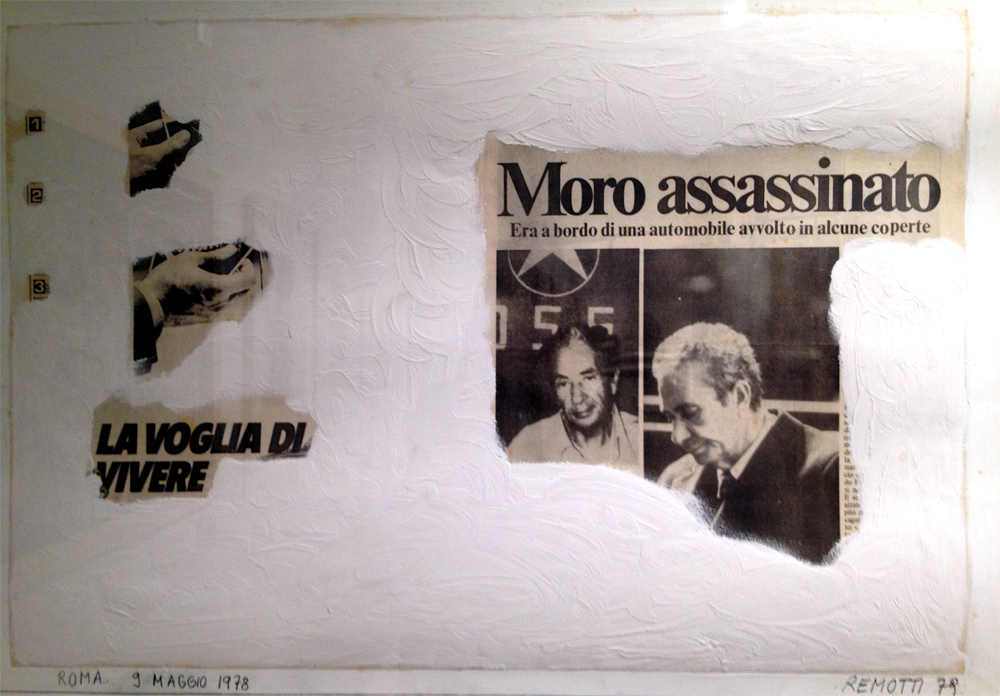 1
2
3
LA VOGLIA DI
VIVERE
Moro assassinato
Era a bordo di una automobile avvolto in alcune coperte
ROMA. 9 MAGGIO 1978
REMOTTI 78